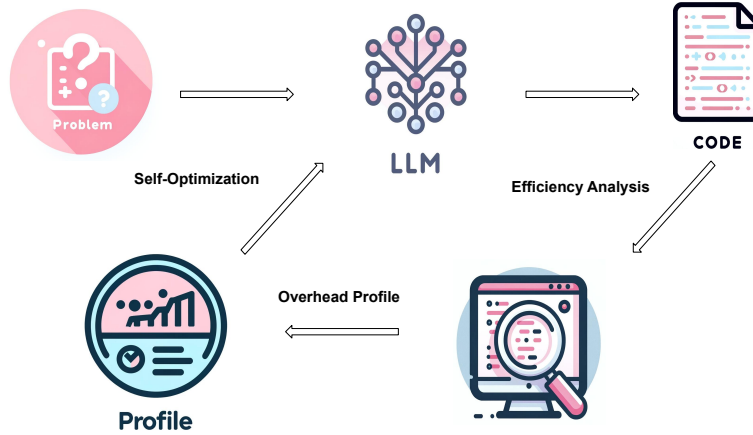 Problem
LLM
CODE
Self-Optimization
Efficiency Analysis
Overhead Profile
Profile